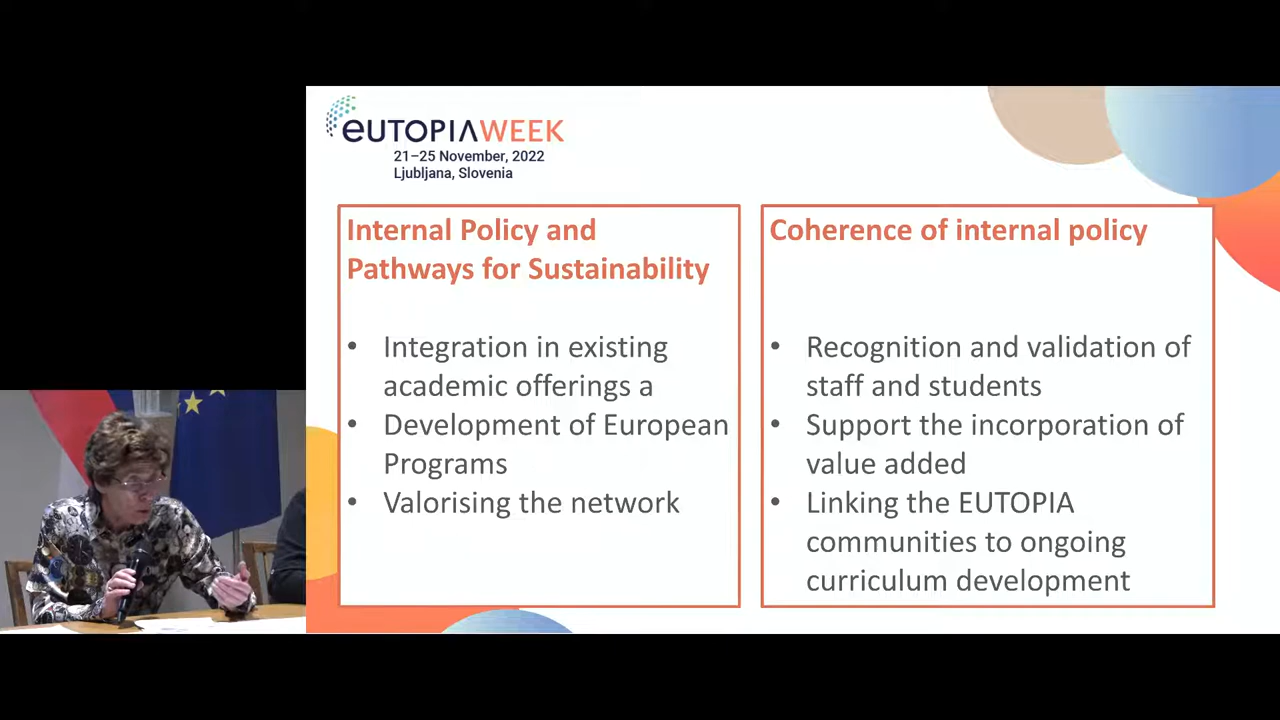 eUTOPIAWEEK
21–25 November, 2022
Ljubljana, Slovenia
Internal Policy and
Pathways for Sustainability
• Integration in existing
academic offerings a
• Development of European
Programs
• Valorising the network
Coherence of internal policy
• Recognition and validation of
staff and students
• Support the incorporation of
value added
• Linking the EUTOPIA
communities to ongoing
curriculum development